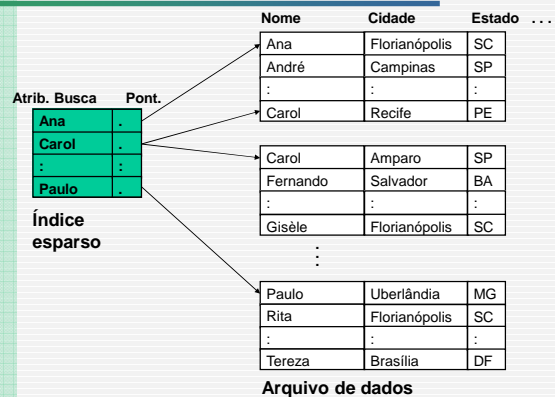 Nome Cidade Estado . . .
Ana Florianópolis SC
André Campinas SP
: : :
Carol Recife PE
Atrib. Busca Pont.
Ana .
Carol .
: :
Paulo .
Índice
esparso
Carol Amparo SP
Fernando Salvador BA
: : :
Gisèle Florianópolis SC
. . .
Paulo Uberlândia MG
Rita Florianópolis SC
: : :
Tereza Brasília DF
Arquivo de dados